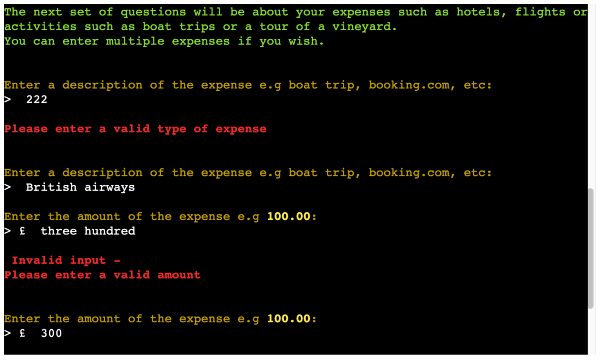 The next set of questions will be about your expenses such as hotels, flights or
activities such as boat trips or a tour of a vineyard.
You can enter multiple expenses if you wish.
Enter a description of the expense e.g boat trip, booking.com, etc:
> 222
Please enter a valid type of expense
Enter a description of the expense e.g boat trip, booking.com, etc:
> British airways
Enter the amount of the expense e.g 100.00:
> £ three hundred
Invalid input -
Please enter a valid amount
Enter the amount of the expense e.g 100.00:
> £ 300